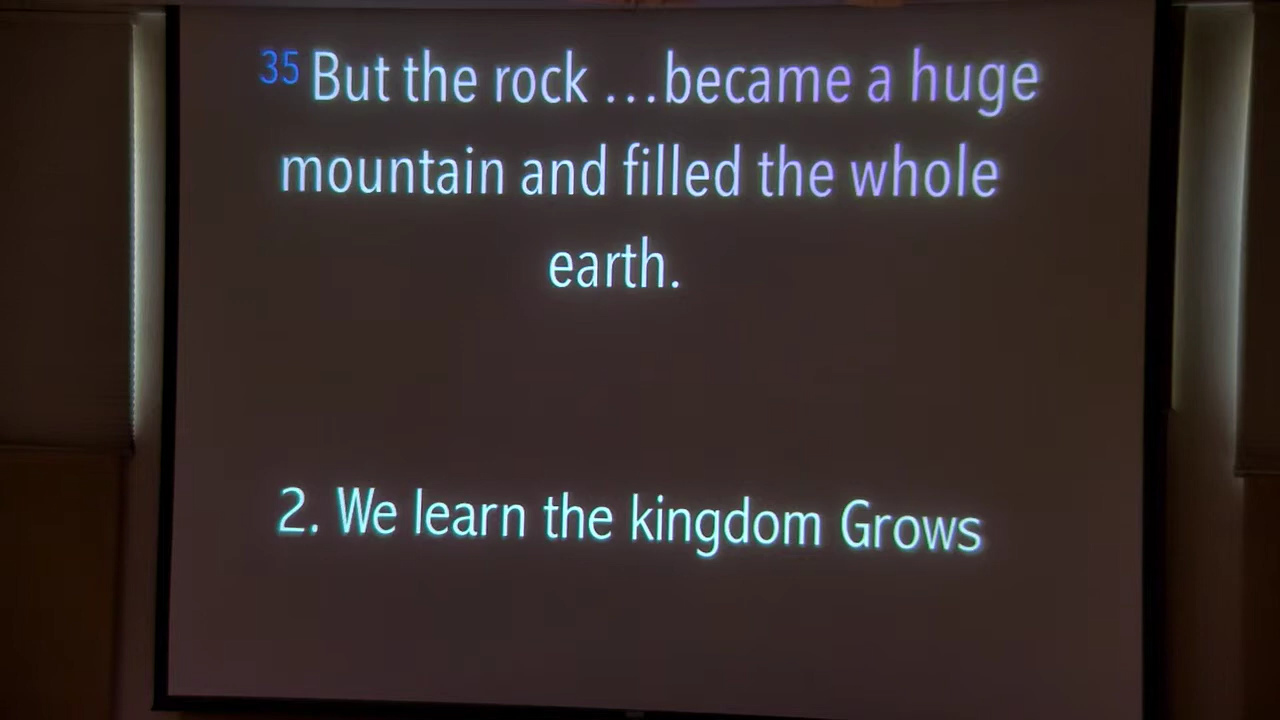 35 But the rock ...became a huge
mountain and filled the whole
earth.
2. We learn the kingdom Grows